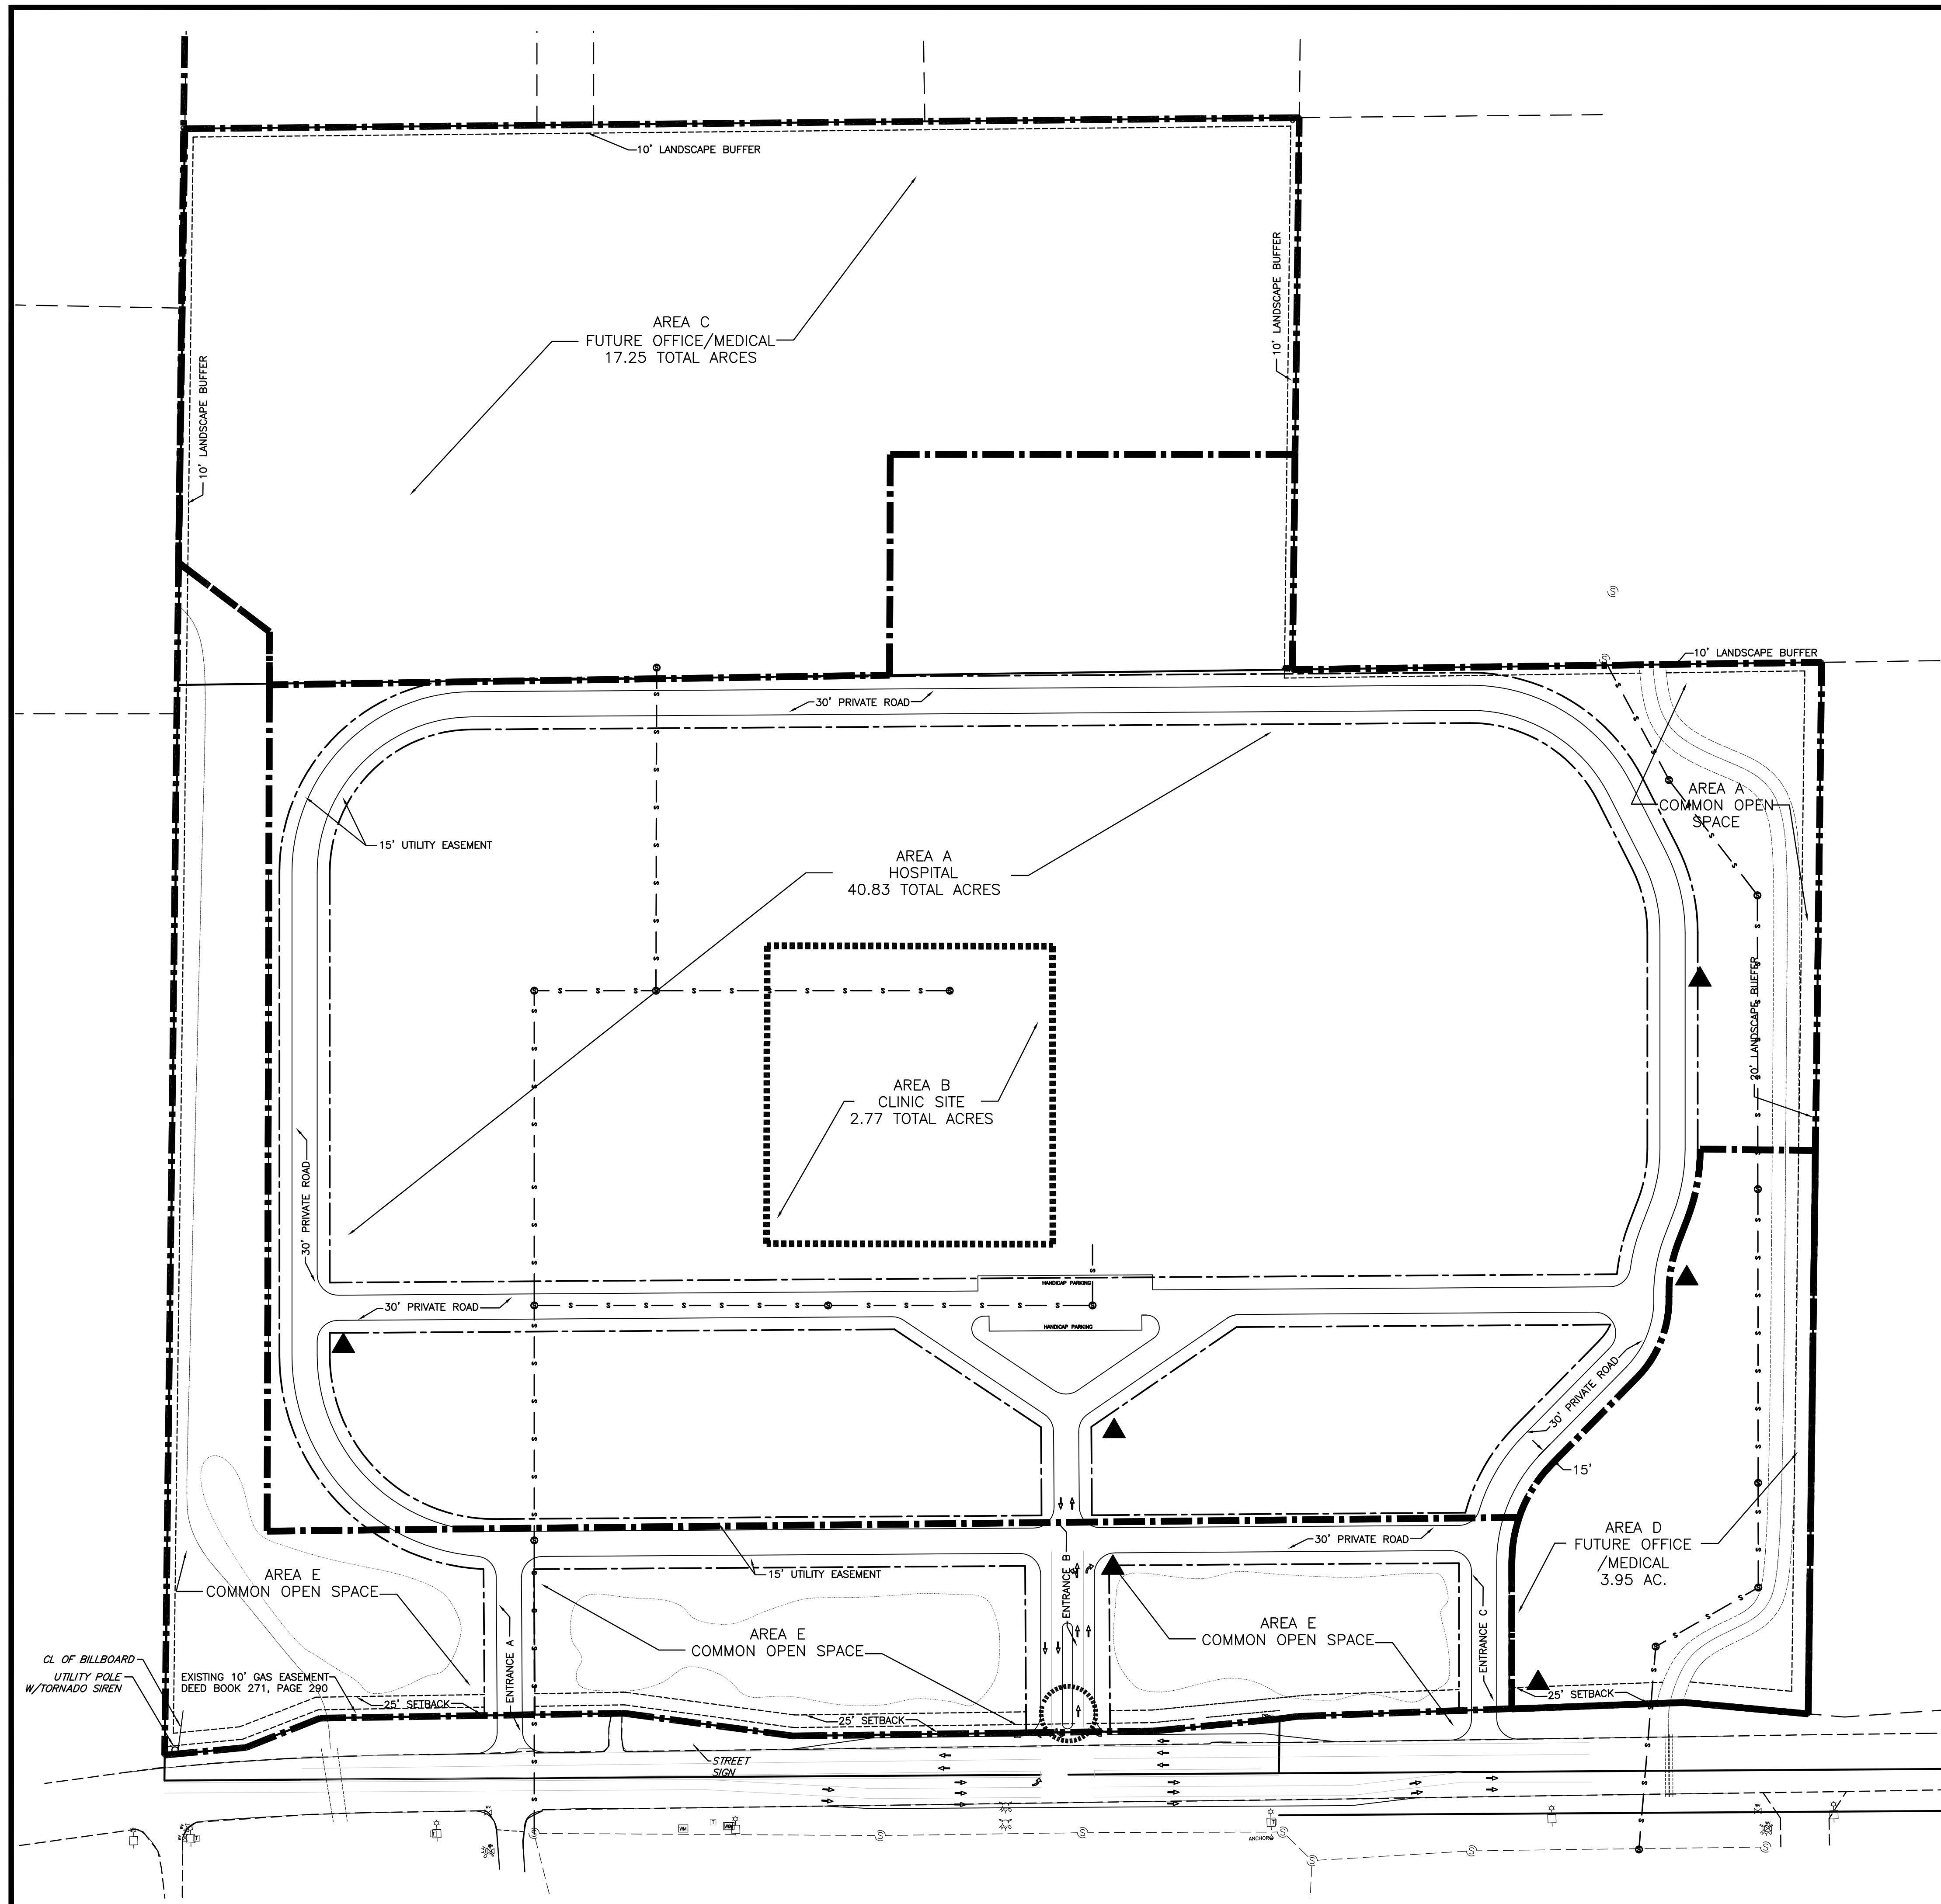 10' LANDSCAPE BUFFER
10' LANDSCAPE BUFFER
AREA C
FUTURE OFFICE/MEDICAL
17.25 TOTAL ARCES
10' LANDSCAPE BUFFER
10' LANDSCAPE BUFFER
30' PRIVATE ROAD
AREA A
COMMON OPEN
SPACE
15' UTILITY EASEMENT
AREA A
HOSPITAL
40.83 TOTAL ACRES
20' LANDSCAPE BUFFER
AREA B
CLINIC SITE
2.77 TOTAL ACRES
30' PRIVATE ROAD
HANDICAP PARKING
30' PRIVATE ROAD
HANDICAP PARKING
30' PRIVATE ROAD
15'
AREA D
FUTURE OFFICE
/MEDICAL
3.95 AC.
30' PRIVATE ROAD
15' UTILITY EASEMENT
ENTRANCE B
AREA E
COMMON OPEN SPACE
AREA E
COMMON OPEN SPACE
AREA E
COMMON OPEN SPACE
ENTRANCE A
ENTRANCE C
CL OF BILLBOARD
UTILITY POLE
W/TORNADO SIREN
EXISTING 10' GAS EASEMENT
DEED BOOK 271, PAGE 290
25' SETBACK
25' SETBACK
25' SETBACK
STREET
SIGN
WM
ANCHOR